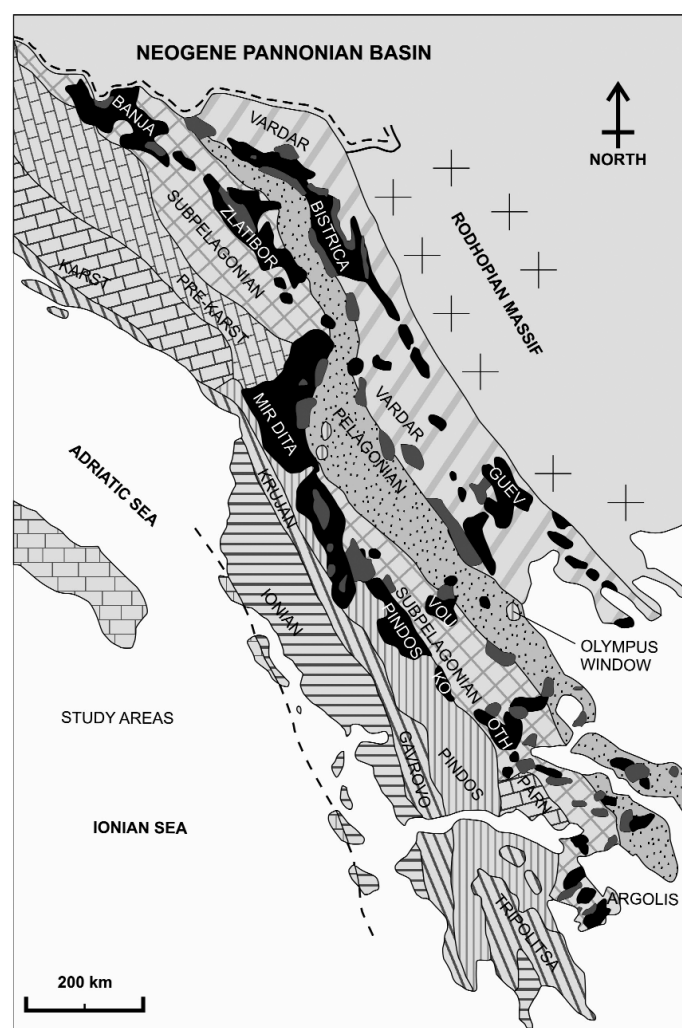 NEOGENE PANNONIAN BASIN
BANJA
VARDAR
NORTH
ZLATIBOR
BISTRICA
SUBPELAGONIAN
RODHOPIAN MASSIF
KARST
PRE-KARST
MIR DITA
PELAGONIAN
VARDAR
GUEV
ADRIATIC SEA
KRUJAN
IONIAN
SUBPELAGONIAN
VOU
PINDOS
OLYMPUS
WINDOW
KO
STUDY AREAS
OTH
GAVROVO
PINDOS
PARN
IONIAN SEA
ARGOLIS
TRIPOLITSA
200 km